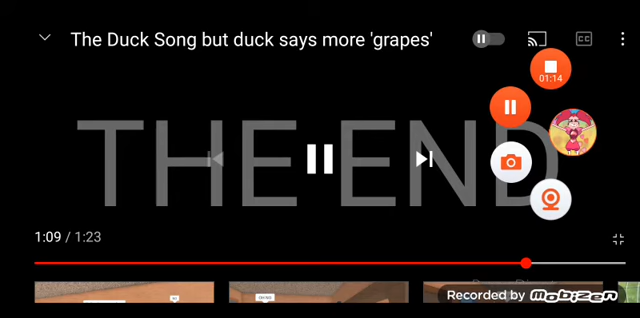 The Duck Song but duck says more 'grapes'
CC
01:14
THE END
1:09 / 1:23
Recorded by Mobizen